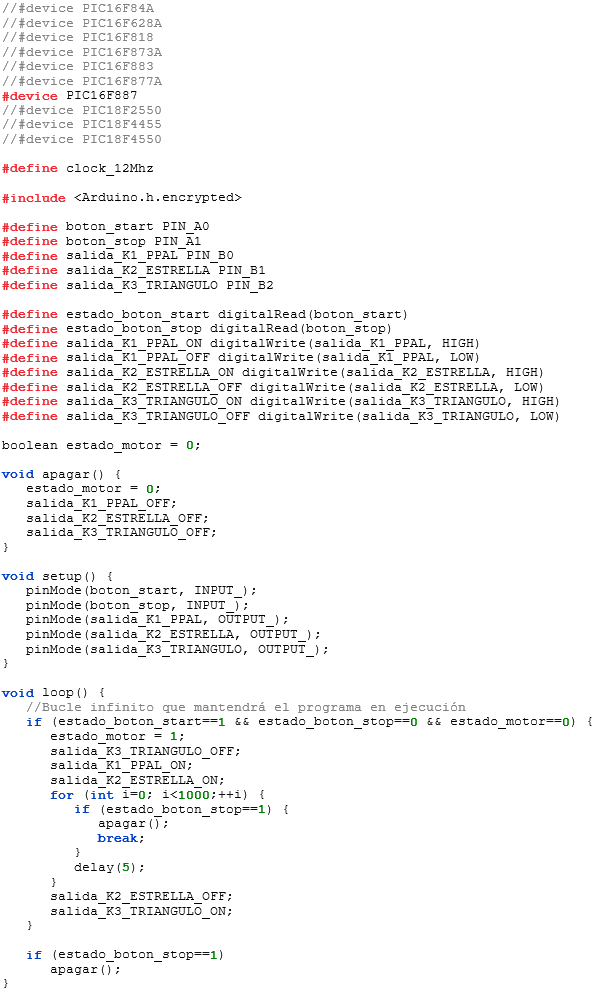 //#device PIC16F84A
//#device PIC16F628A
//#device PIC16F818
//#device PIC16F873A
//#device PIC16F883
//#device PIC16F877A
#device PIC16F887
//#device PIC18F2550
//#device PIC18F4455
//#device PIC18F4550

#define clock_12Mhz

#include <Arduino.h.encrypted>

#define boton_start PIN_A0
#define boton_stop PIN_A1
#define salida_K1_PPAL PIN_B0
#define salida_K2_ESTRELLA PIN_B1
#define salida_K3_TRIANGULO PIN_B2

#define estado_boton_start digitalRead(boton_start)
#define estado_boton_stop digitalRead(boton_stop)
#define salida_K1_PPAL_ON digitalWrite(salida_K1_PPAL, HIGH)
#define salida_K1_PPAL_OFF digitalWrite(salida_K1_PPAL, LOW)
#define salida_K2_ESTRELLA_ON digitalWrite(salida_K2_ESTRELLA, HIGH)
#define salida_K2_ESTRELLA_OFF digitalWrite(salida_K2_ESTRELLA, LOW)
#define salida_K3_TRIANGULO_ON digitalWrite(salida_K3_TRIANGULO, HIGH)
#define salida_K3_TRIANGULO_OFF digitalWrite(salida_K3_TRIANGULO, LOW)

boolean estado_motor = 0;

void apagar() {
   estado_motor = 0;
   salida_K1_PPAL_OFF;
   salida_K2_ESTRELLA_OFF;
   salida_K3_TRIANGULO_OFF;
}

void setup() {
   pinMode(boton_start, INPUT_);
   pinMode(boton_stop, INPUT_);
   pinMode(salida_K1_PPAL, OUTPUT_);
   pinMode(salida_K2_ESTRELLA, OUTPUT_);
   pinMode(salida_K3_TRIANGULO, OUTPUT_);
}

void loop() {
   //Bucle infinito que mantendrá el programa en ejecución
   if (estado_boton_start==1 && estado_boton_stop==0 && estado_motor==0) {
      estado_motor = 1;
      salida_K3_TRIANGULO_OFF;
      salida_K1_PPAL_ON;
      salida_K2_ESTRELLA_ON;
      for (int i=0; i<1000;++i) {
         if (estado_boton_stop==1) {
            apagar();
            break;
         }
         delay(5);
      }
      salida_K2_ESTRELLA_OFF;
      salida_K3_TRIANGULO_ON;
   }

   if (estado_boton_stop==1)
      apagar();
}